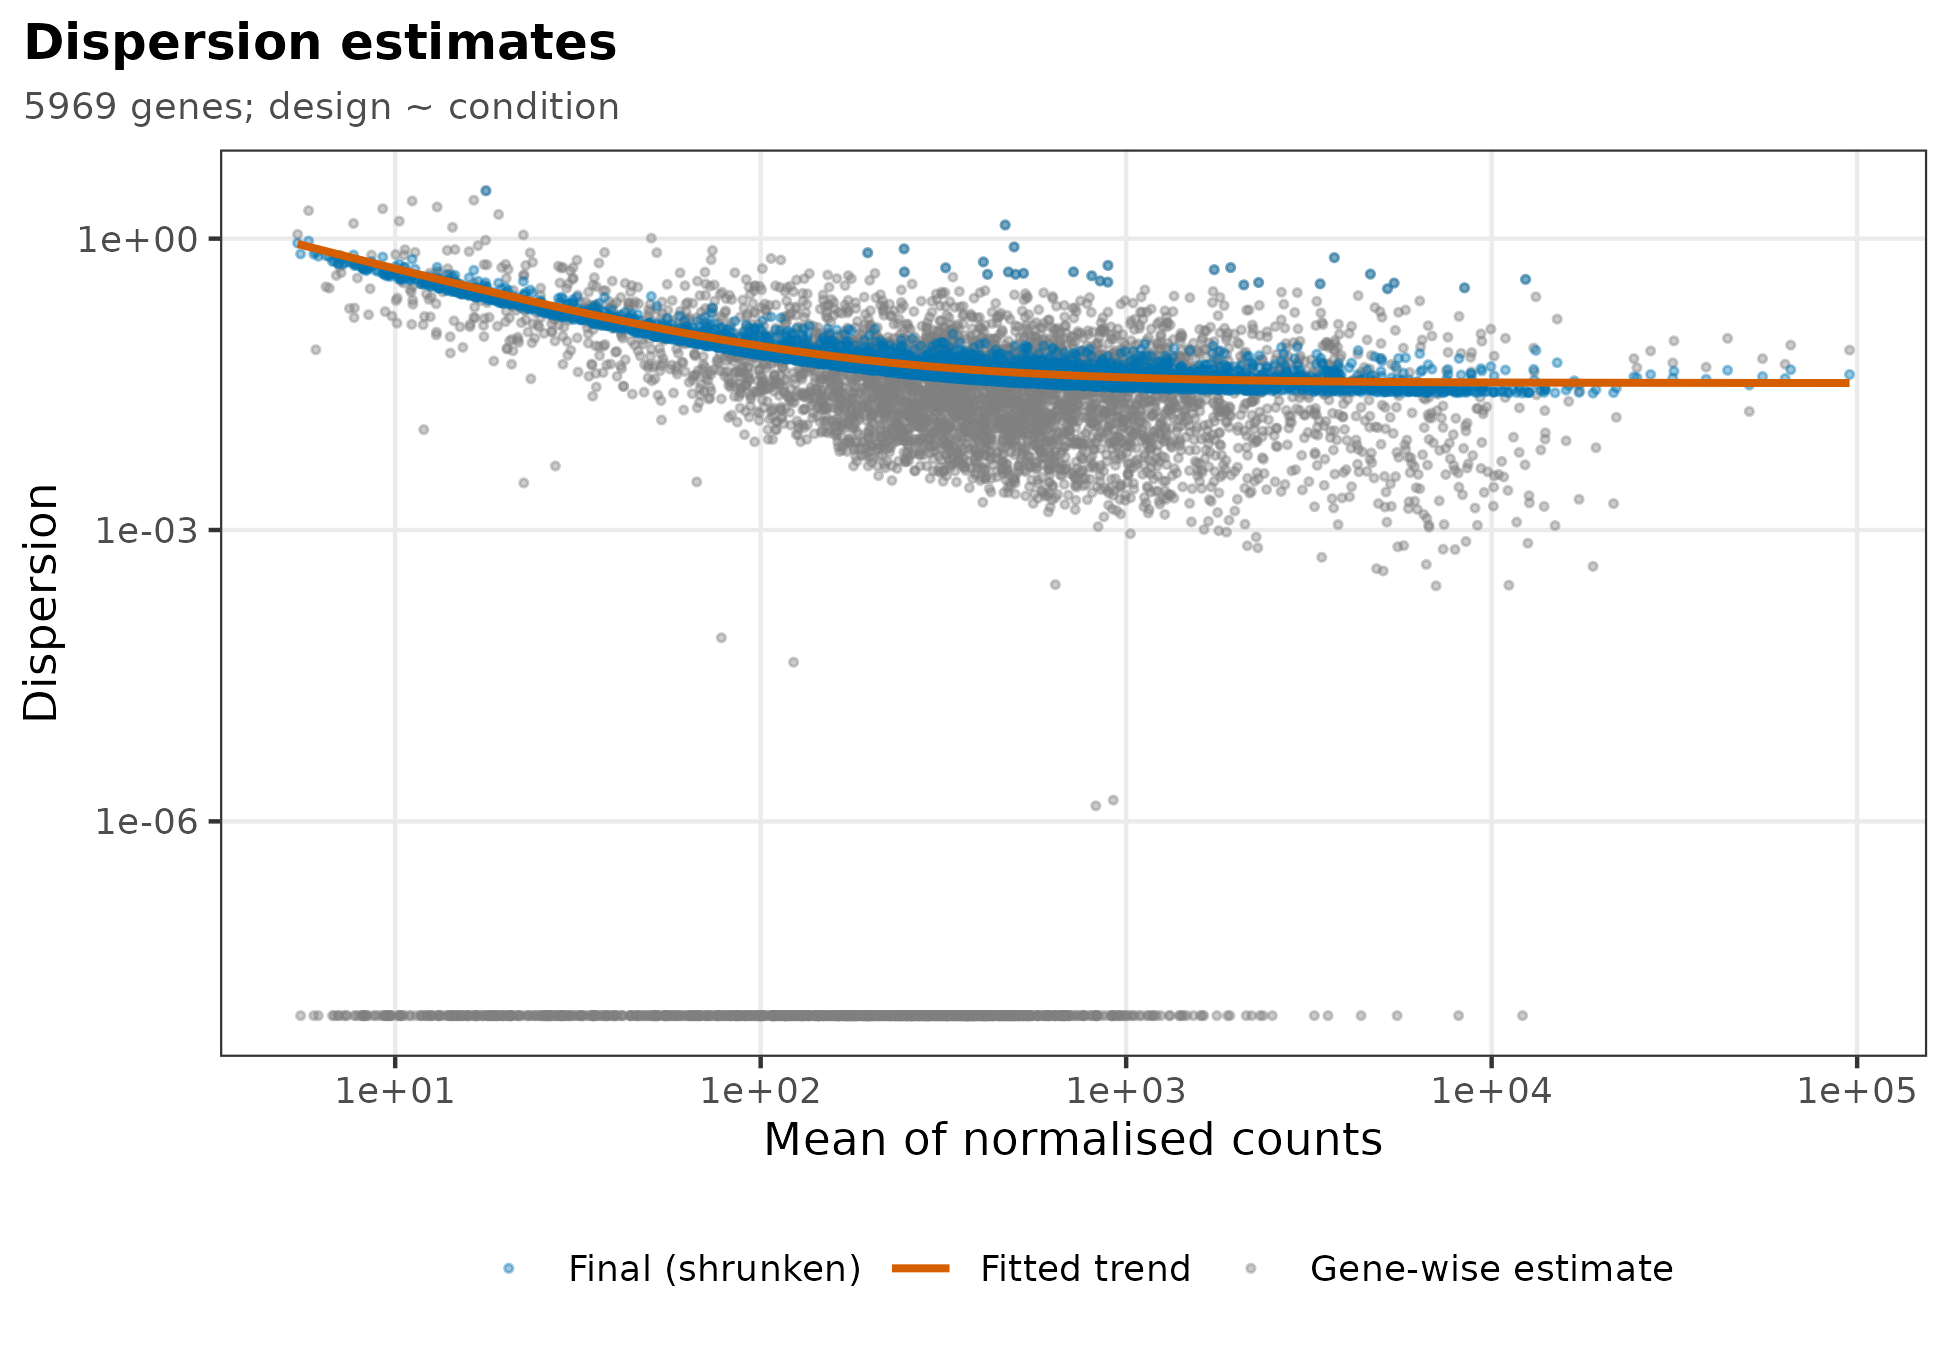 Dispersion estimates
5969 genes; design ~ condition
Dispersion
1e+00
1e-03
1e-06
1e+01 1e+02 1e+03 1e+04 1e+05
Mean of normalised counts
Final (shrunken) Fitted trend Gene-wise estimate